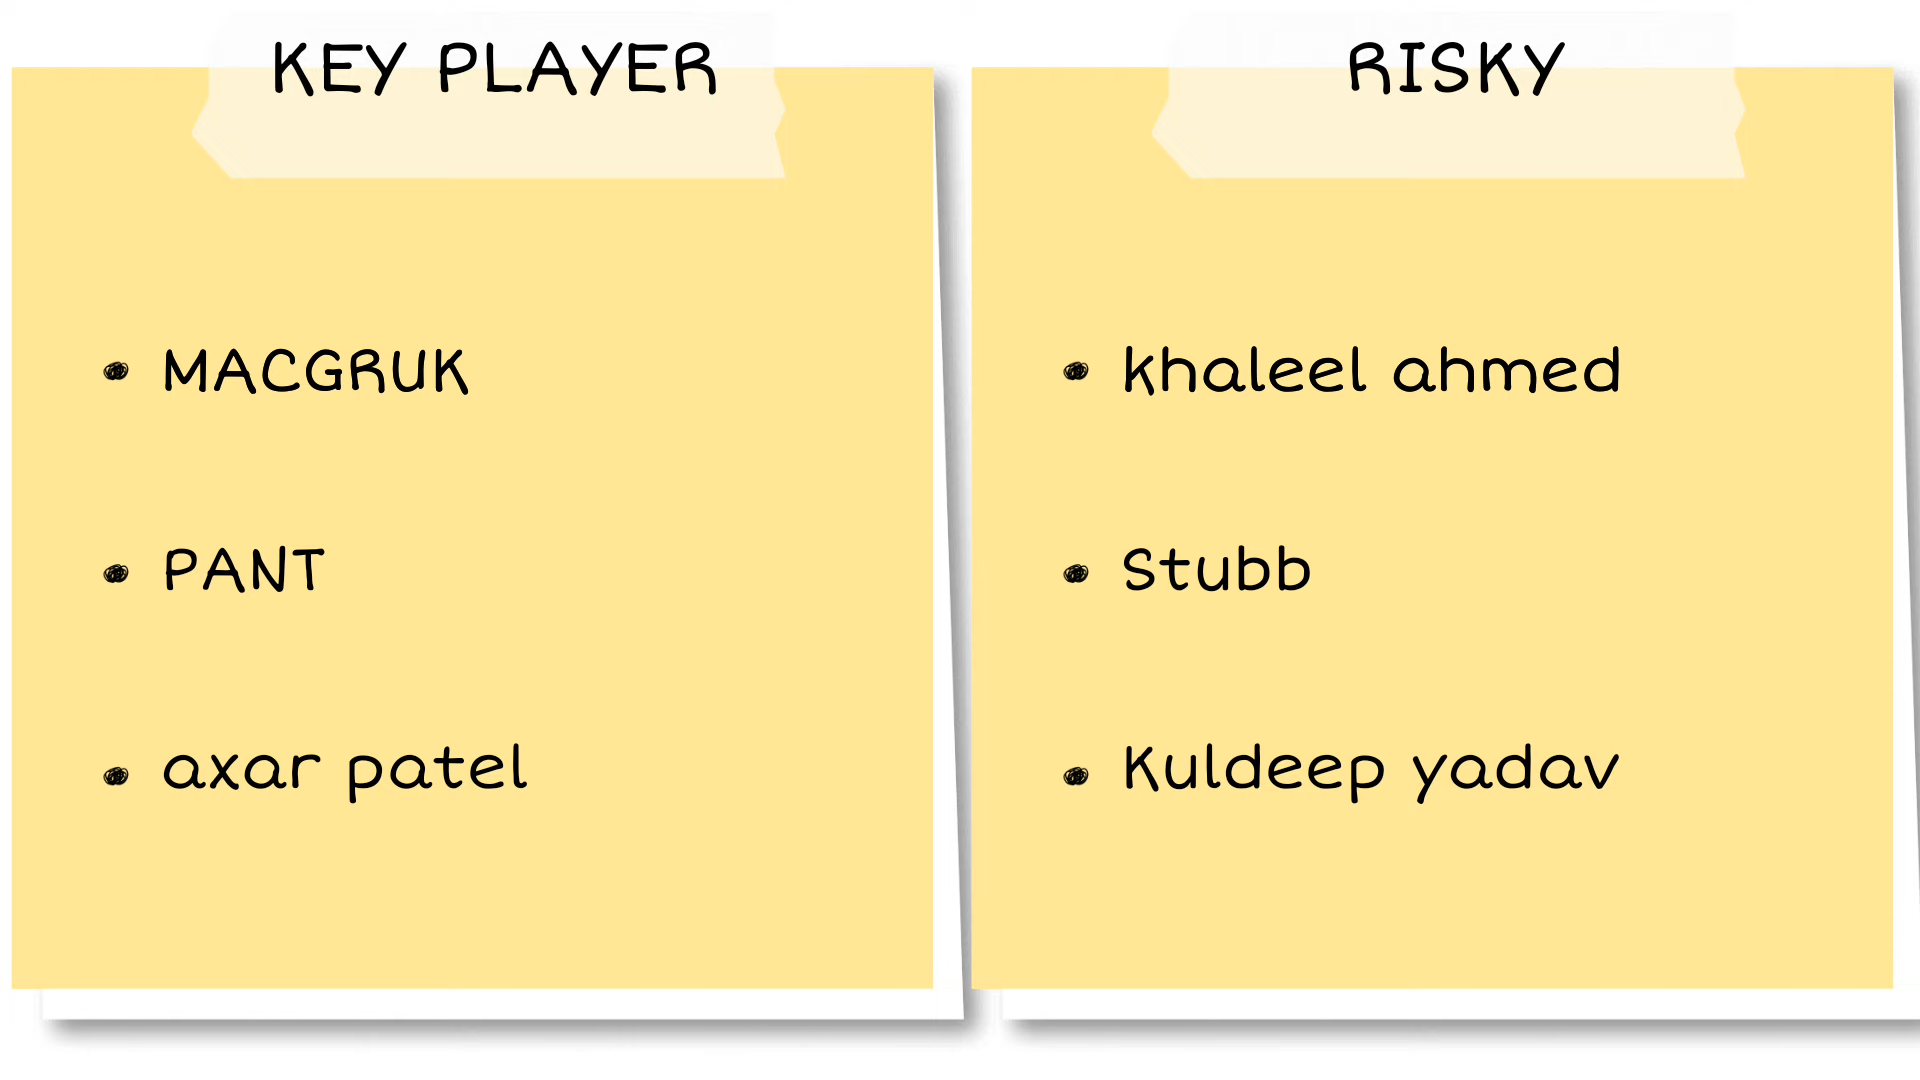 KEY PLAYER
MACGRUK
PANT
axar patel
RISKY
khaleel ahmed
Stubb
Kuldeep yadav